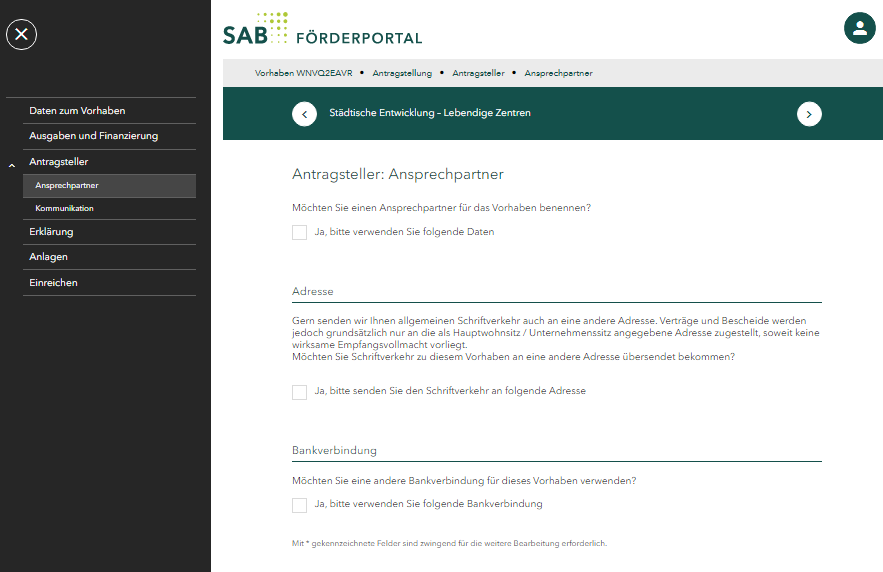 SAB FÖRDERPORTAL
Vorhaben WNVQ2EAVR • Antragstellung • Antragsteller • Ansprechpartner
Städtische Entwicklung – Lebendige Zentren
Daten zum Vorhaben
Ausgaben und Finanzierung
Antragsteller
Ansprechpartner
Kommunikation
Erklärung
Anlagen
Einreichen
Antragsteller: Ansprechpartner
Möchten Sie einen Ansprechpartner für das Vorhaben benennen?
Ja, bitte verwenden Sie folgende Daten
Adresse
Gern senden wir Ihnen allgemeinen Schriftverkehr auch an eine andere Adresse. Verträge und Bescheide werden
jedoch grundsätzlich nur an die als Hauptwohnsitz / Unternehmenssitz angegebene Adresse zugestellt, soweit keine
wirksame Empfangsvollmacht vorliegt.
Möchten Sie Schriftverkehr zu diesem Vorhaben an eine andere Adresse übersendet bekommen?
Ja, bitte senden Sie den Schriftverkehr an folgende Adresse
Bankverbindung
Möchten Sie eine andere Bankverbindung für dieses Vorhaben verwenden?
Ja, bitte verwenden Sie folgende Bankverbindung
Mit * gekennzeichnete Felder sind zwingend für die weitere Bearbeitung erforderlich.